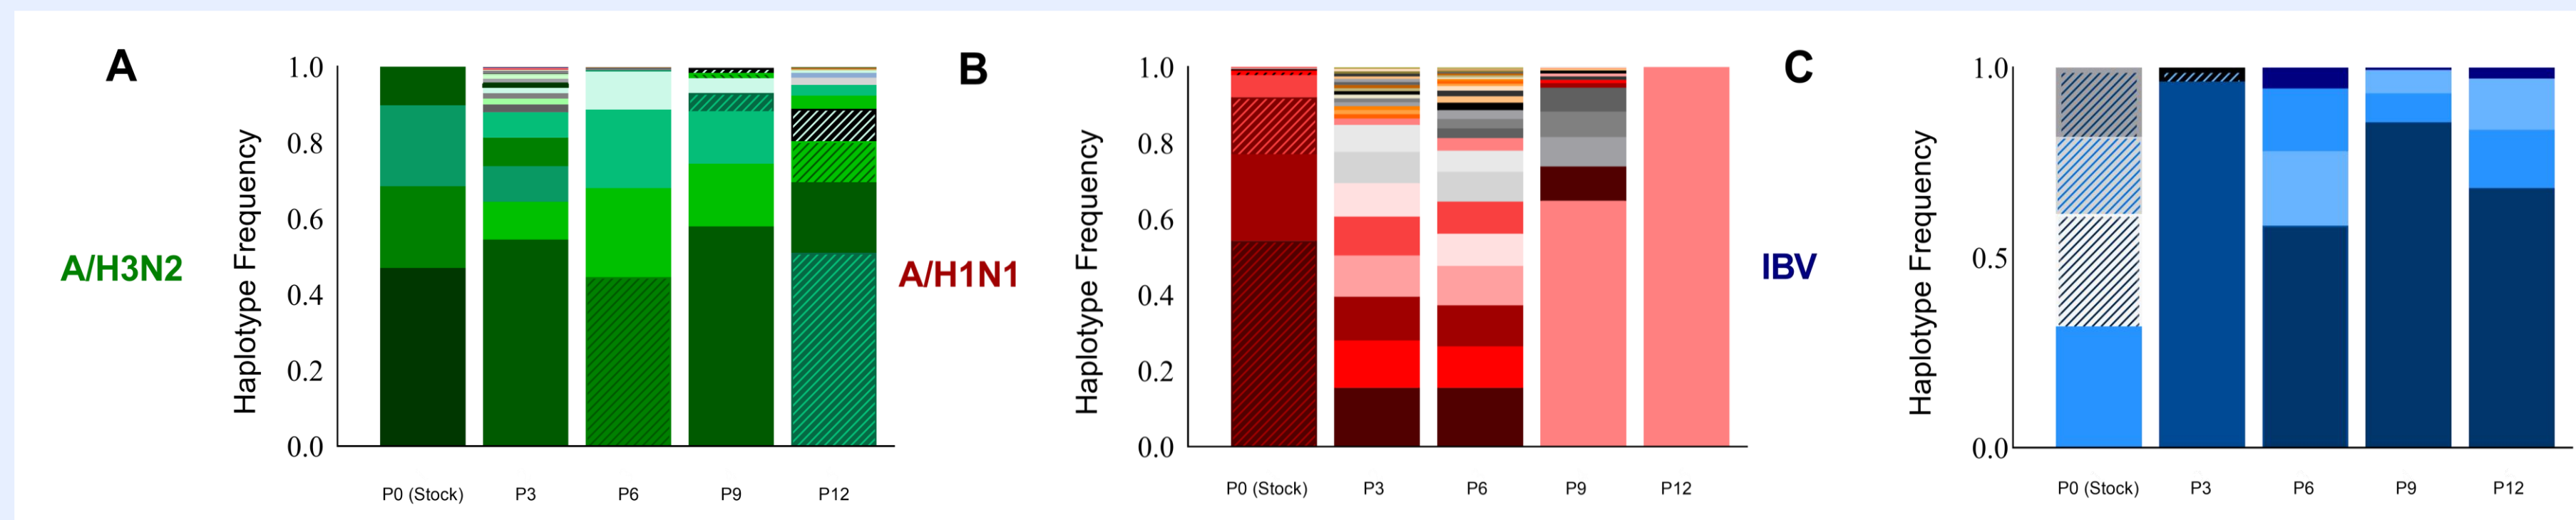 A
A/H3N2
Haplotype Frequency
1.0
0.8
0.6
0.4
0.2
0.0
P0 (Stock) P3 P6 P9 P12
B
A/H1N1
Haplotype Frequency
1.0
0.8
0.6
0.4
0.2
0.0
P0 (Stock) P3 P6 P9 P12
C
IBV
Haplotype Frequency
1.0
0.5
0.0
P0 (Stock) P3 P6 P9 P12